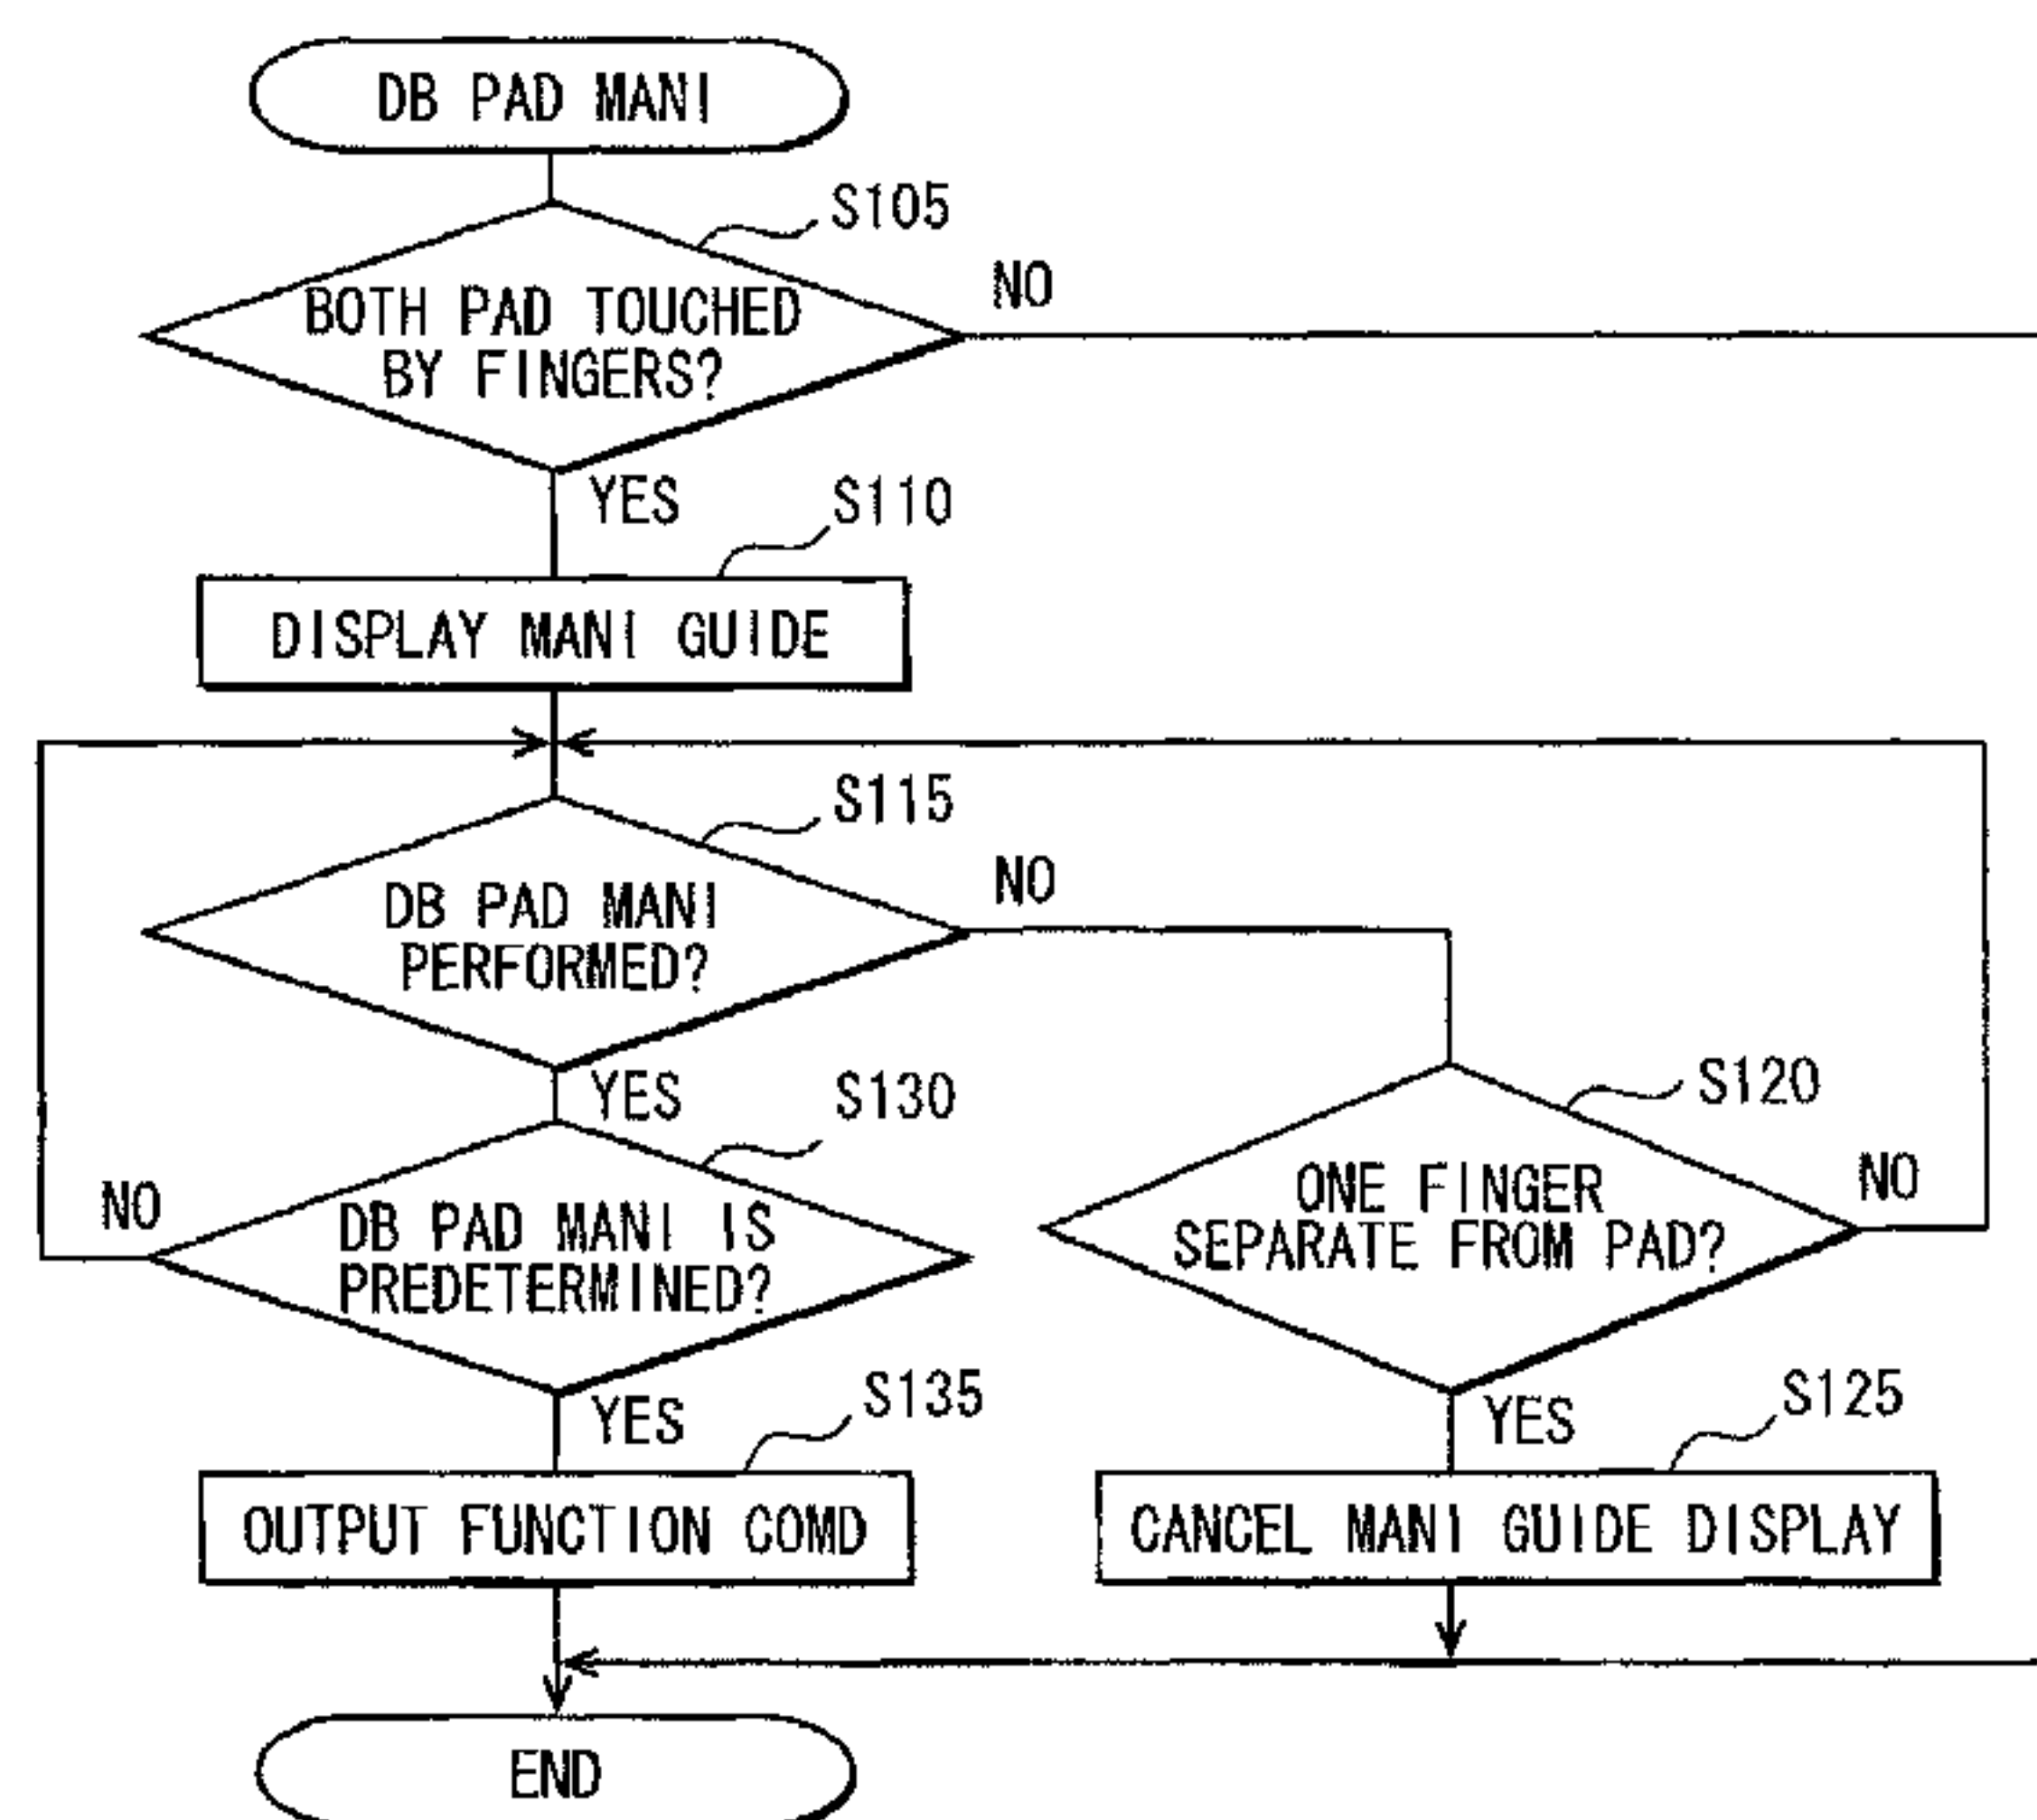 DB PAD MANI
S105
BOTH PAD TOUCHED
BY FINGERS?
NO
YES
S110
DISPLAY MANI GUIDE
S115
DB PAD MANI
PERFORMED?
NO
YES
S130
S120
ONE FINGER
SEPARATE FROM PAD?
NO
NO
DB PAD MANI IS
PREDETERMINED?
YES
S135
YES
S125
OUTPUT FUNCTION COMD
CANCEL MANI GUIDE DISPLAY
END